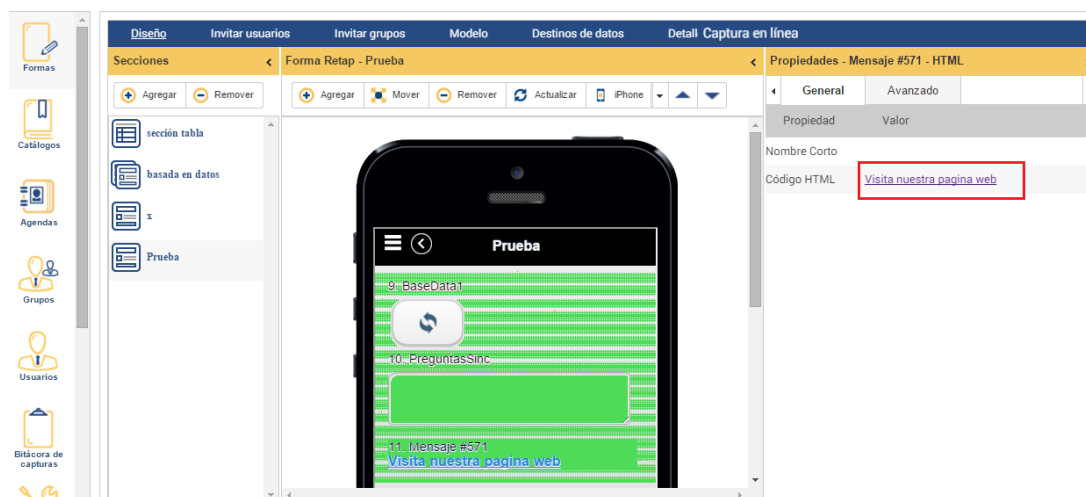 Formas
Catálogos
Agendas
Grupos
Usuarios
Bitácora de
capturas
Diseño Invitar usuarios Invitar grupos Modelo Destinos de datos Detall Captura en línea
Secciones
Agregar Remover
sección tabla
basada en datos
x
Prueba
Forma Retap - Prueba
Agregar Mover Remover Actualizar iPhone
Prueba
9. BaseData1
10. PreguntasSinc
11. Mensaje #571
Visita nuestra pagina web
Propiedades - Mensaje #571 - HTML
General Avanzado
Propiedad Valor
Nombre Corto
Código HTML Visita nuestra pagina web